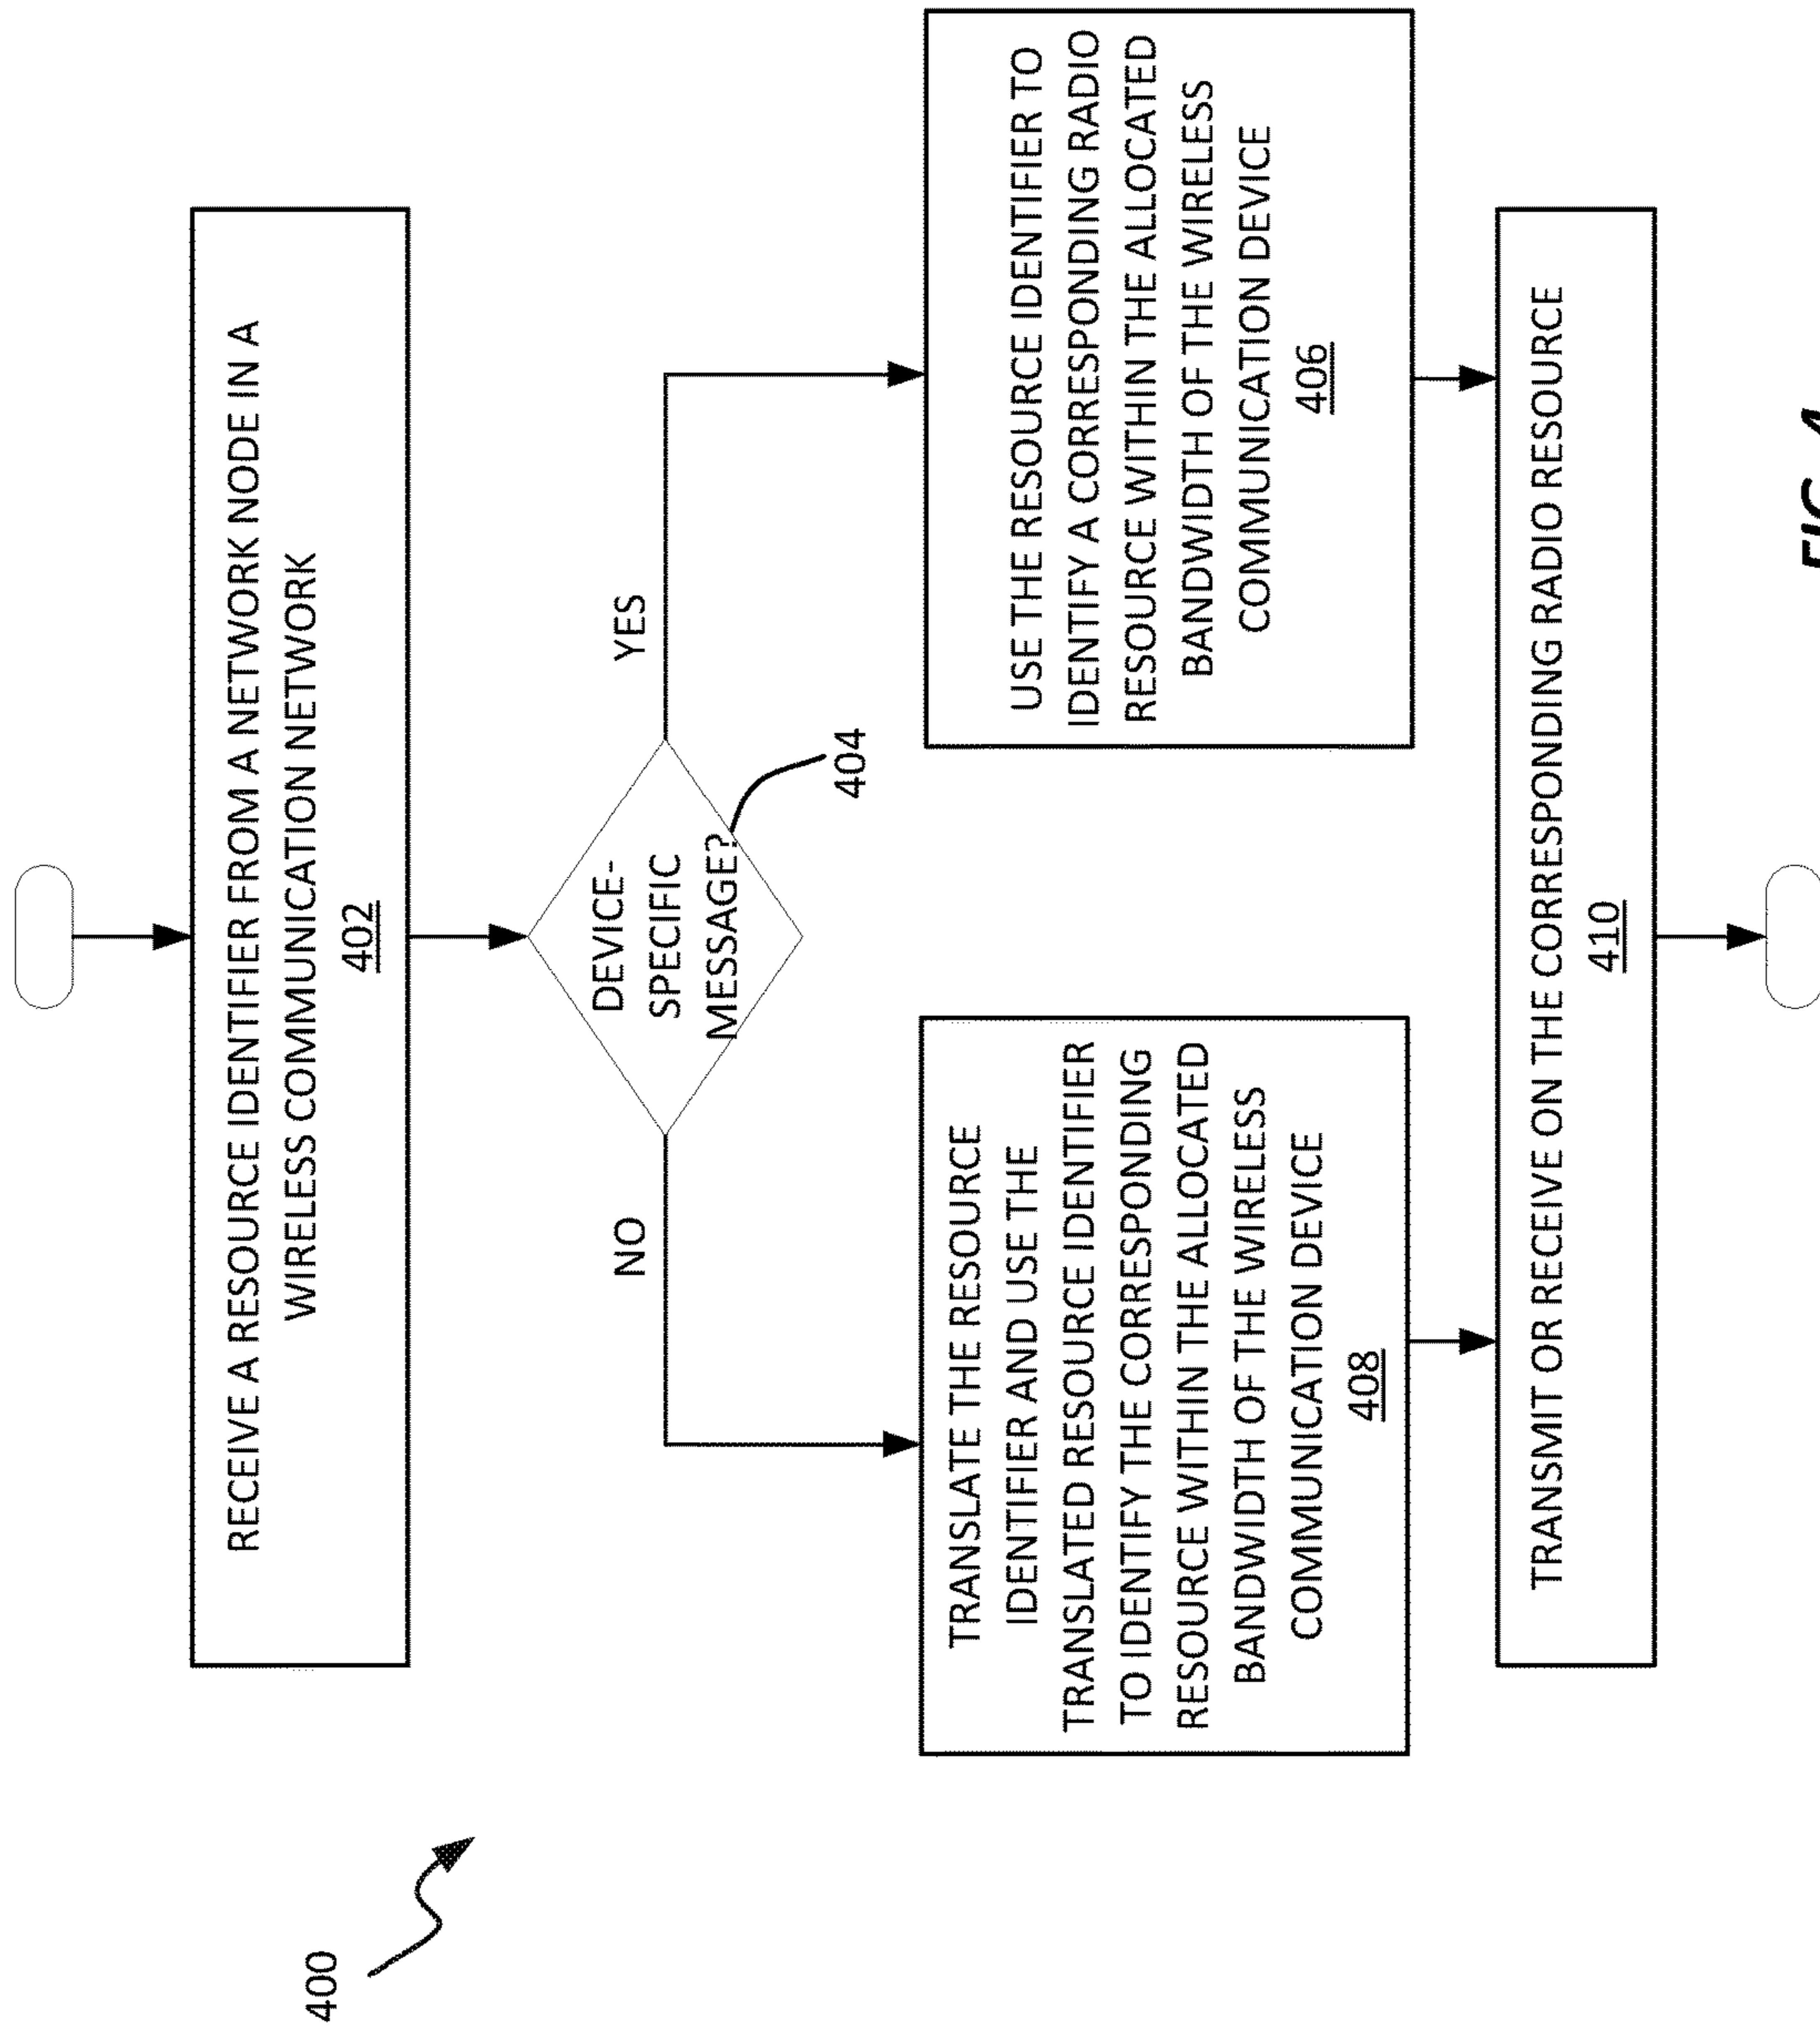 400
RECEIVE A RESOURCE IDENTIFIER FROM A NETWORK NODE IN A
WIRELESS COMMUNICATION NETWORK
402
DEVICE-
SPECIFIC
MESSAGE?
404
NO
YES
TRANSLATE THE RESOURCE
IDENTIFIER AND USE THE
TRANSLATED RESOURCE IDENTIFIER
TO IDENTIFY THE CORRESPONDING
RESOURCE WITHIN THE ALLOCATED
BANDWIDTH OF THE WIRELESS
COMMUNICATION DEVICE
408
USE THE RESOURCE IDENTIFIER TO
IDENTIFY A CORRESPONDING RADIO
RESOURCE WITHIN THE ALLOCATED
BANDWIDTH OF THE WIRELESS
COMMUNICATION DEVICE
406
TRANSMIT OR RECEIVE ON THE CORRESPONDING RADIO RESOURCE
410
FIG. 4